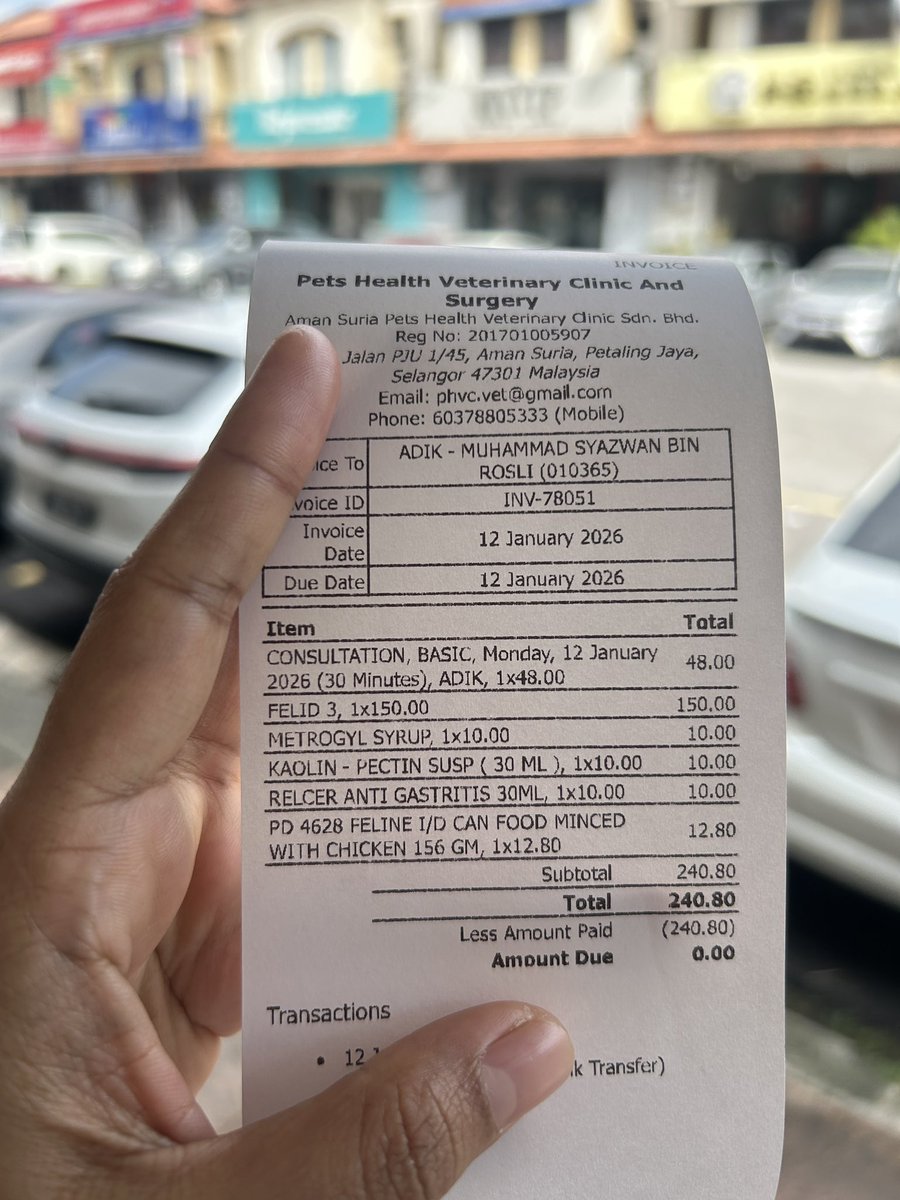 INVOICE
Pets Health Veterinary Clinic And
Surgery
Aman Suria Pets Health Veterinary Clinic Sdn. Bhd.
Reg No: 201701005907
Jalan PJU 1/45, Aman Suria, Petaling Jaya,
Selangor 47301 Malaysia
Email: phvc.vet@gmail.com
Phone: 60378805333 (Mobile)
ice To ADIK - MUHAMMAD SYAZWAN BIN
ROSLI (010365)
voice ID INV-78051
Invoice
Date 12 January 2026
Due Date 12 January 2026
Item Total
CONSULTATION, BASIC, Monday, 12 January
2026 (30 Minutes), ADIK, 1x48.00 48.00
FELID 3, 1x150.00 150.00
METROGYL SYRUP, 1x10.00 10.00
KAOLIN - PECTIN SUSP ( 30 ML ), 1x10.00 10.00
RELCER ANTI GASTRITIS 30ML, 1x10.00 10.00
PD 4628 FELINE I/D CAN FOOD MINCED
WITH CHICKEN 156 GM, 1x12.80 12.80
Subtotal 240.80
Total 240.80
Less Amount Paid (240.80)
Amount Due 0.00
Transactions
• 12 k Transfer)